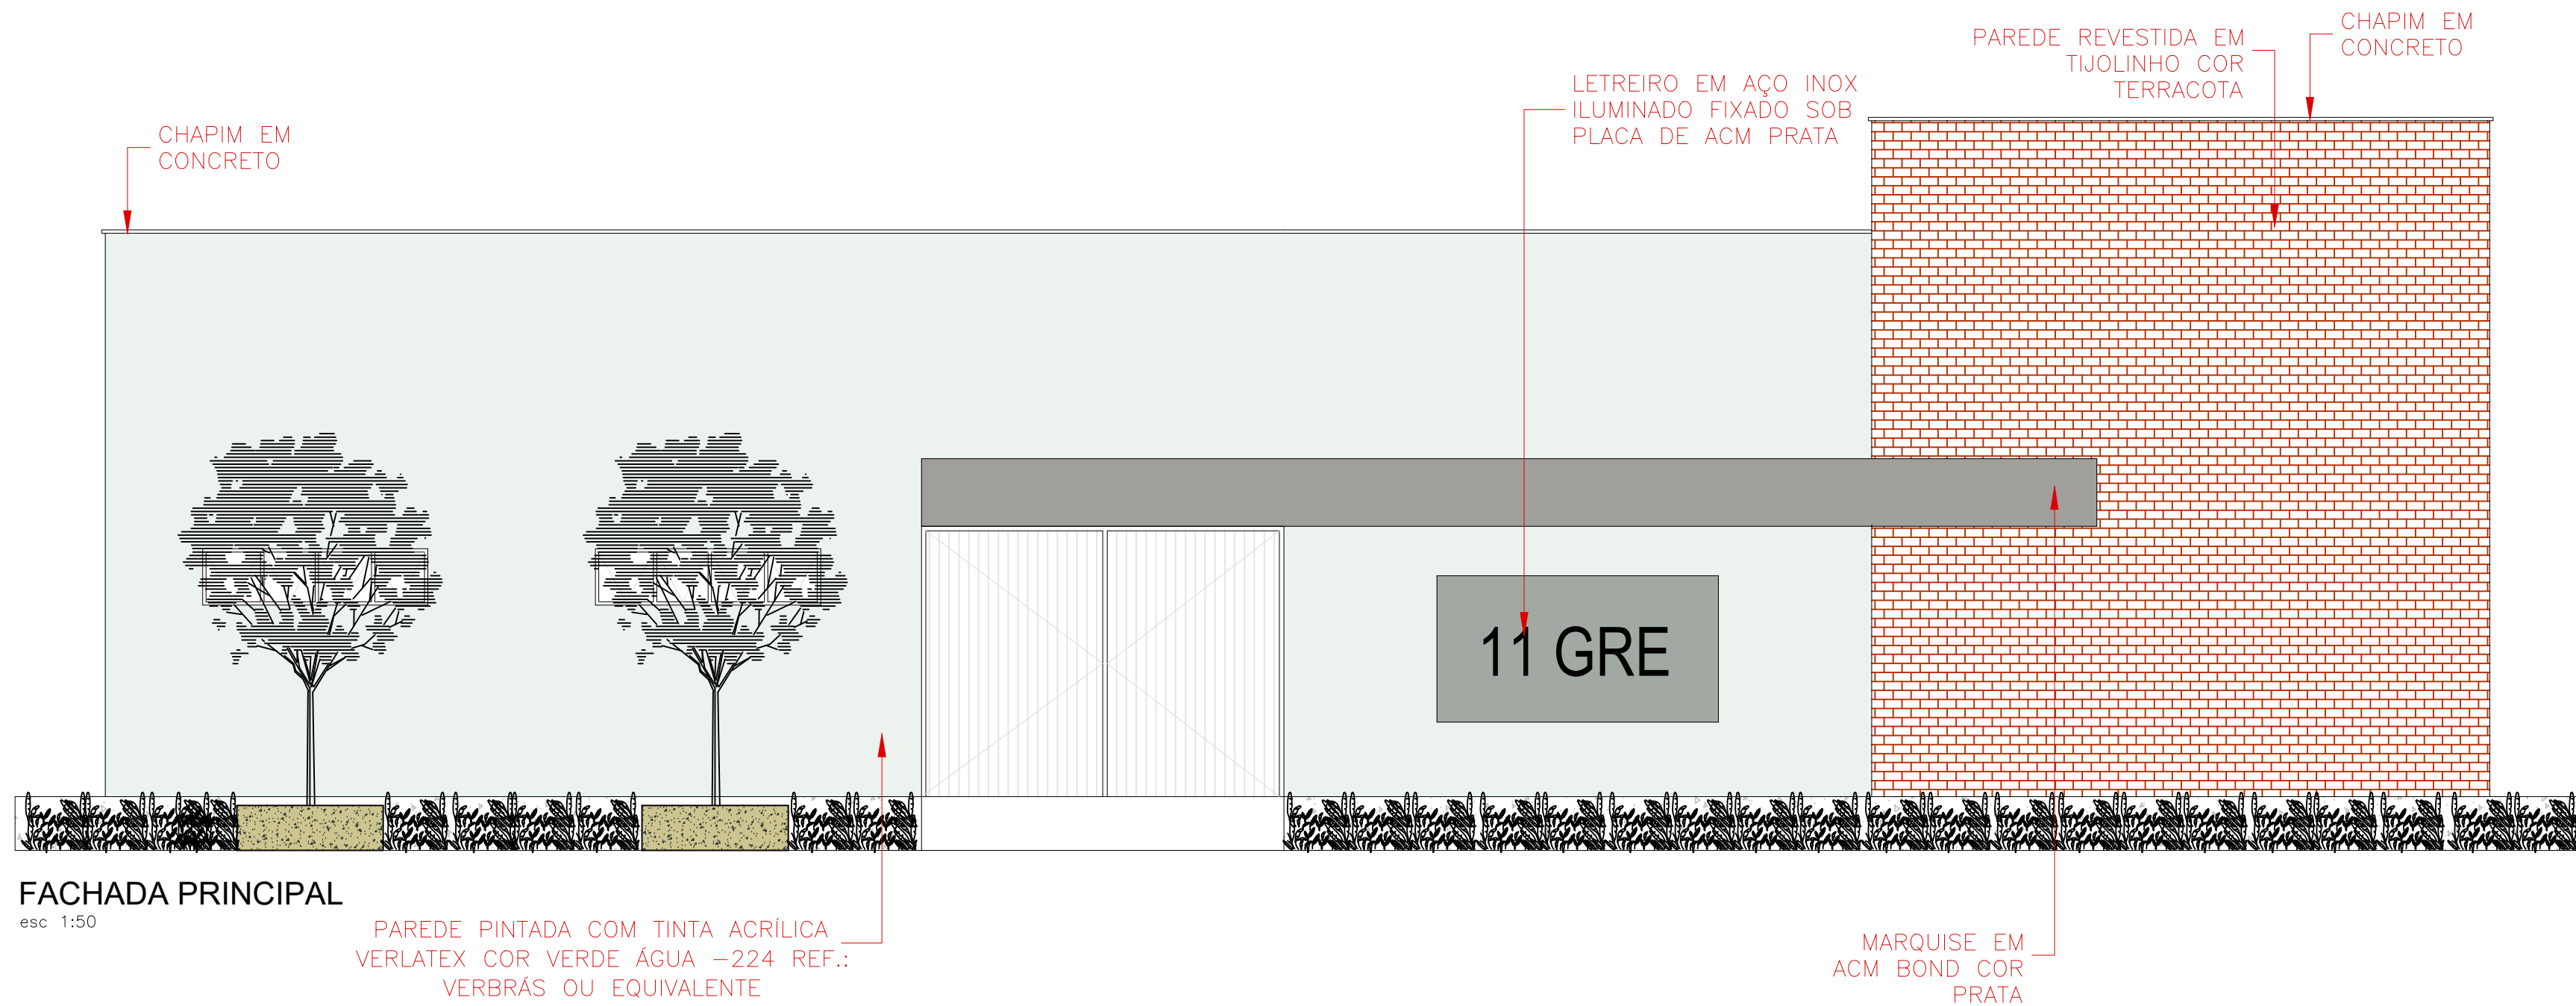 CHAPIM EM
CONCRETO
PAREDE REVESTIDA EM
TIJOLINHO COR
TERRACOTA
LETREIRO EM AÇO INOX
ILUMINADO FIXADO SOB
PLACA DE ACM PRATA
CHAPIM EM
CONCRETO
11 GRE
FACHADA PRINCIPAL
esc 1:50
PAREDE PINTADA COM TINTA ACRÍLICA
VERLATEX COR VERDE ÁGUA -224 REF.:
VERBRÁS OU EQUIVALENTE
MARQUISE EM
ACM BOND COR
PRATA